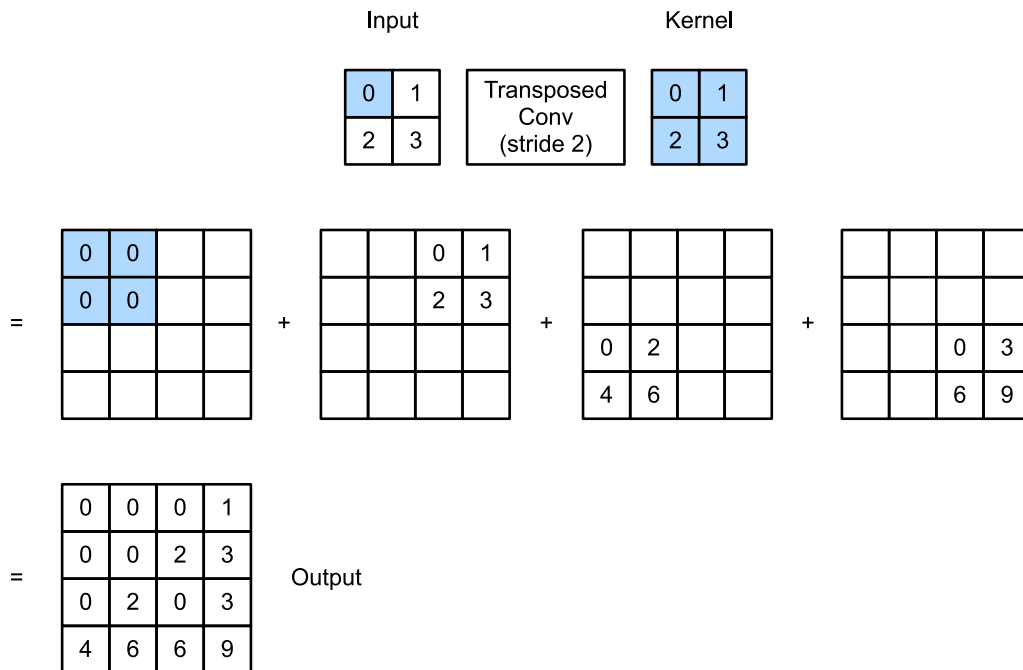 Input Kernel
0 1 Transposed 0 1
Conv
2 3 (stride 2) 2 3
0 0 0 1
0 0 2 3
= + + +
0 2 0 3
4 6 6 9
0 0 0 1
0 0 2 3
= Output
0 2 0 3
4 6 6 9